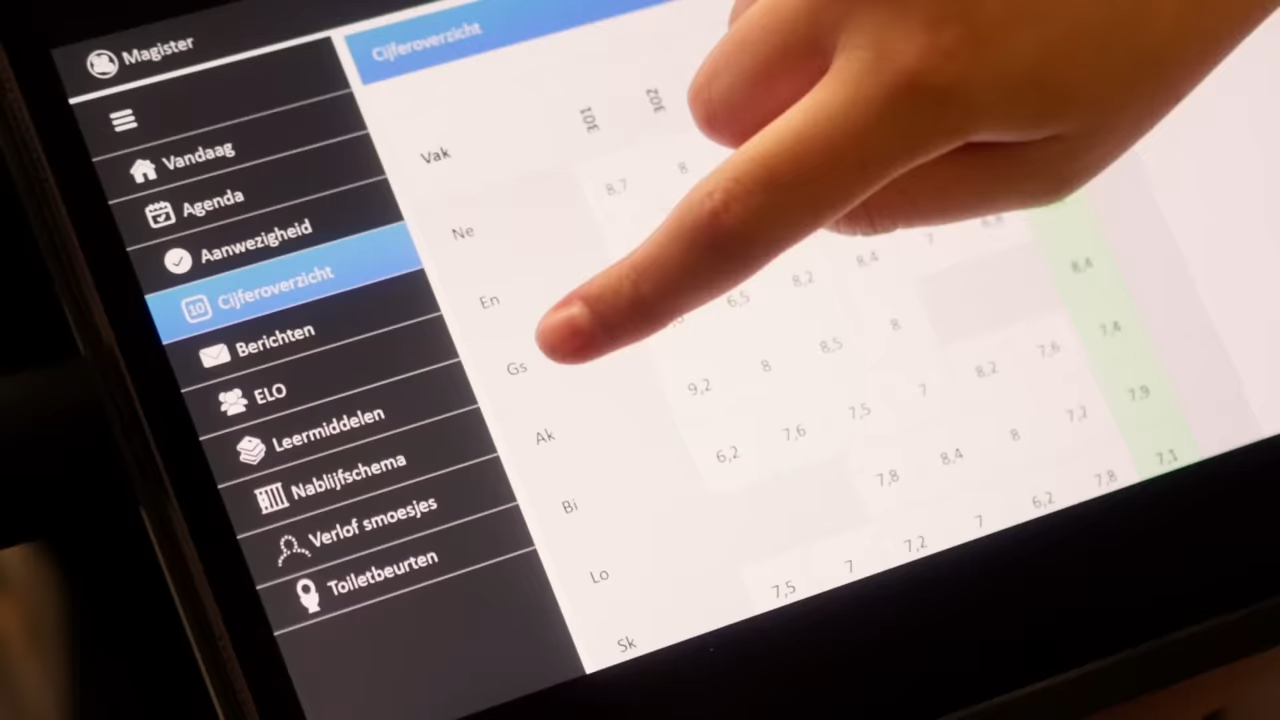 Magister
Cijferoverzicht
Vandaag
Agenda
Aanwezigheid
10 Cijferoverzicht
Berichten
ELO
Leermiddelen
Nablijfschema
Verlof smoesjes
Toiletbeurten
Vak 301 302
Ne 8,7 8
En
Gs 6,5 8,2 8,4 7 8,8
Ak 9,2 8 8,5 8 8,4
Bi 6,2 7,6 7,5 7 8,2 7,6 7,4
Lo 7,8 8,4 8 7,2 7,9
Sk 7,5 7 7,2 7 6,2 7,8 7,1